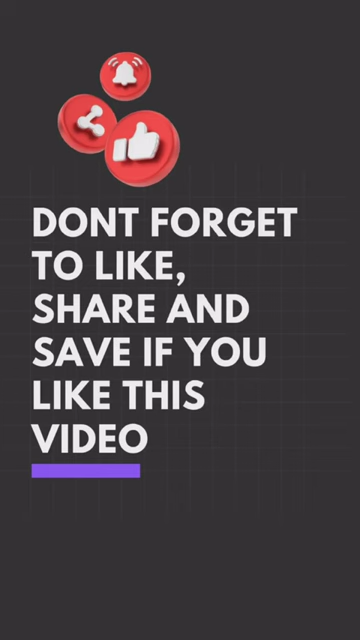 DONT FORGET
TO LIKE,
SHARE AND
SAVE IF YOU
LIKE THIS
VIDEO